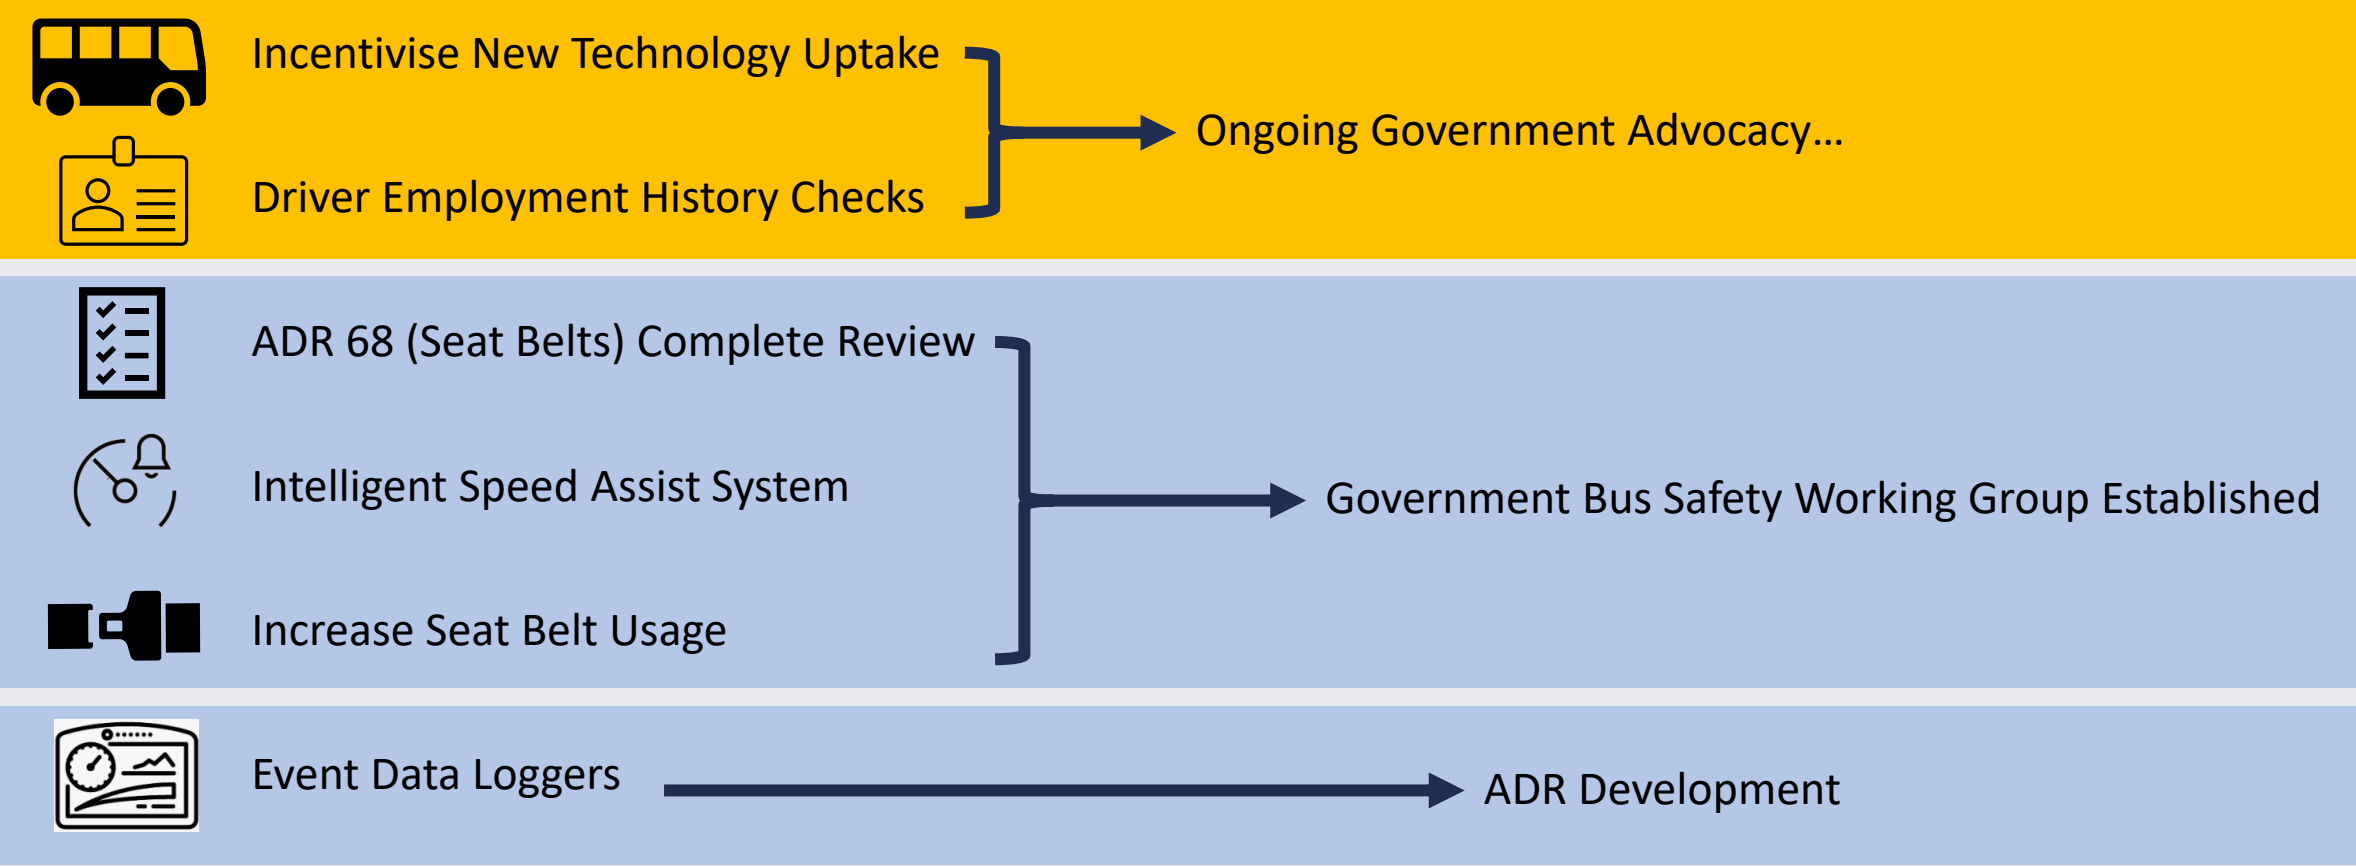 Incentivise New Technology Uptake
Driver Employment History Checks
Ongoing Government Advocacy...
ADR 68 (Seat Belts) Complete Review
Intelligent Speed Assist System
Increase Seat Belt Usage
Government Bus Safety Working Group Established
Event Data Loggers
ADR Development